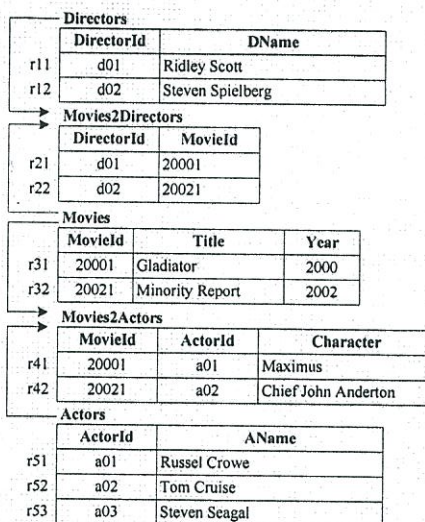 Directors
DirectorId DName
r11 d01 Ridley Scott
r12 d02 Steven Spielberg
Movies2Directors
DirectorId MovieId
r21 d01 20001
r22 d02 20021
Movies
MovieId Title Year
r31 20001 Gladiator 2000
r32 20021 Minority Report 2002
Movies2Actors
MovieId ActorId Character
r41 20001 a01 Maximus
r42 20021 a02 Chief John Anderton
Actors
ActorId AName
r51 a01 Russel Crowe
r52 a02 Tom Cruise
r53 a03 Steven Seagal